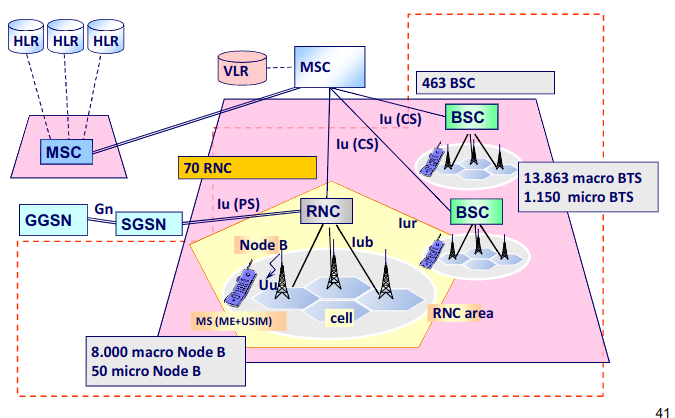 HLR
HLR
HLR
VLR
MSC
463 BSC
Iu (CS)
BSC
MSC
Iu (CS)
70 RNC
13.863 macro BTS
1.150 micro BTS
GGSN
Gn
SGSN
Iu (PS)
RNC
BSC
Iur
Node B
Iub
Uu
MS (ME+USIM)
cell
RNC area
8.000 macro Node B
50 micro Node B
41